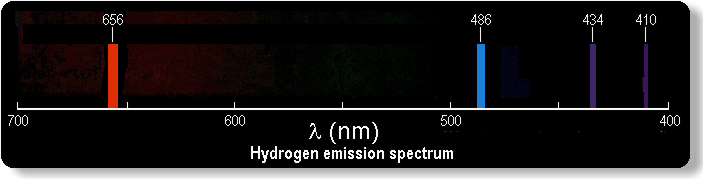 656 486 434 410
700 600 500 400
λ (nm)
Hydrogen emission spectrum